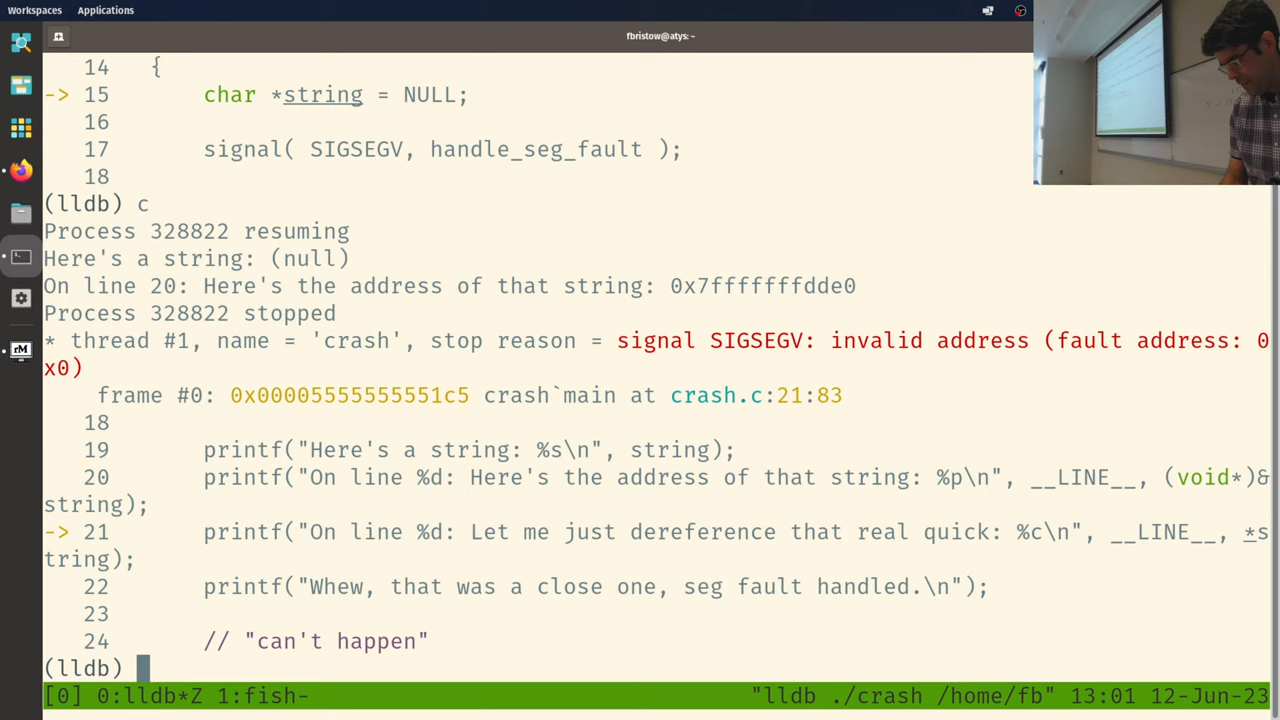 Workspaces Applications
fbristow@atys: ~
14 {
-> 15 char *string = NULL;
16
17 signal( SIGSEGV, handle_seg_fault );
18
(lldb) c
Process 328822 resuming
Here's a string: (null)
On line 20: Here's the address of that string: 0x7fffffffdde0
Process 328822 stopped
* thread #1, name = 'crash', stop reason = signal SIGSEGV: invalid address (fault address: 0
x0)
frame #0: 0x00005555555551c5 crash`main at crash.c:21:83
18
19 printf("Here's a string: %s\n", string);
20 printf("On line %d: Here's the address of that string: %p\n", __LINE__, (void*)&
string);
-> 21 printf("On line %d: Let me just dereference that real quick: %c\n", __LINE__, *s
tring);
22 printf("Whew, that was a close one, seg fault handled.\n");
23
24 // "can't happen"
(lldb)
[0] 0:lldb*Z 1:fish- "lldb ./crash /home/fb" 13:01 12-Jun-23